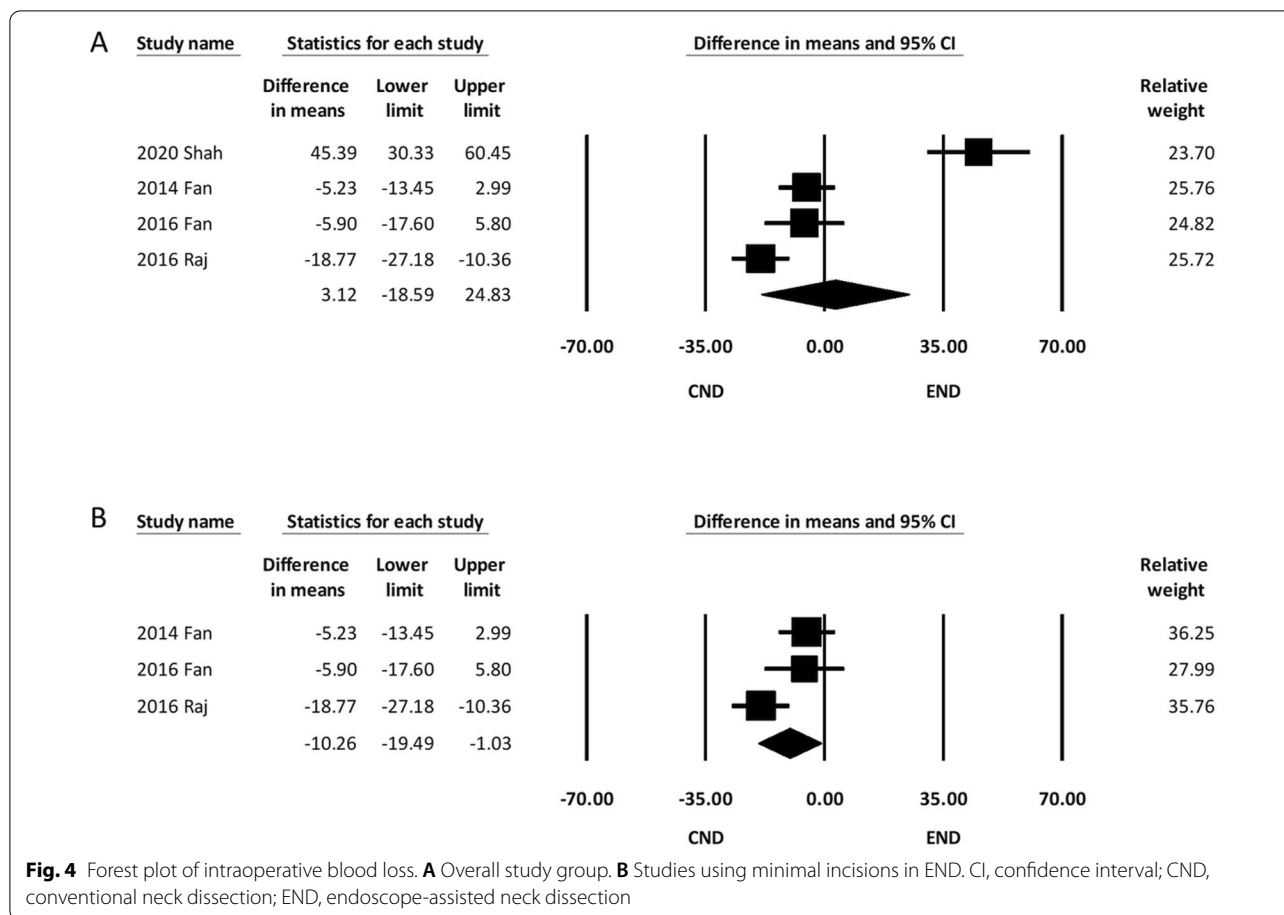 A Study name Statistics for each study Difference in means and 95% CI
Difference in means Lower limit Upper limit Relative weight
2020 Shah 45.39 30.33 60.45 23.70
2014 Fan -5.23 -13.45 2.99 25.76
2016 Fan -5.90 -17.60 5.80 24.82
2016 Raj -18.77 -27.18 -10.36 25.72
3.12 -18.59 24.83
-70.00 -35.00 0.00 35.00 70.00
CND END
B Study name Statistics for each study Difference in means and 95% CI
Difference in means Lower limit Upper limit Relative weight
2014 Fan -5.23 -13.45 2.99 36.25
2016 Fan -5.90 -17.60 5.80 27.99
2016 Raj -18.77 -27.18 -10.36 35.76
-10.26 -19.49 -1.03
-70.00 -35.00 0.00 35.00 70.00
CND END
Fig. 4 Forest plot of intraoperative blood loss. A Overall study group. B Studies using minimal incisions in END. CI, confidence interval; CND,
conventional neck dissection; END, endoscope-assisted neck dissection